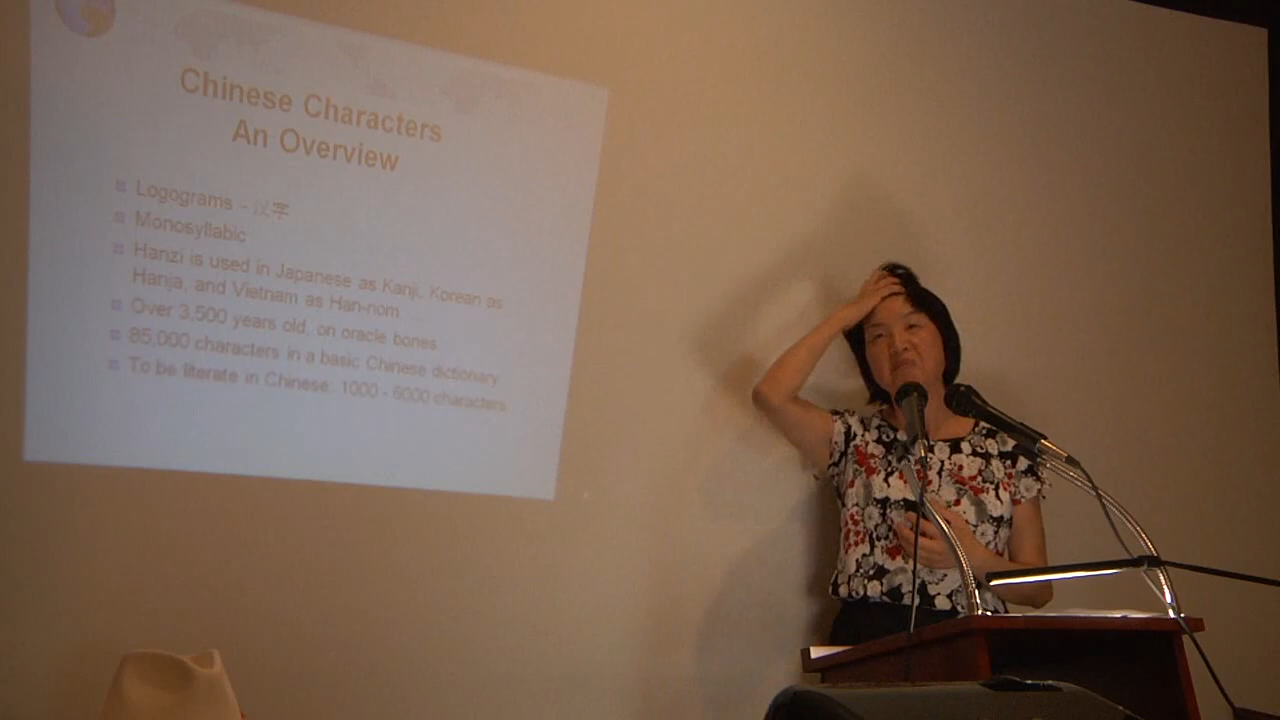 Chinese Characters
An Overview
Logograms - 汉字
Monosyllabic
Hanzi is used in Japanese as Kanji, Korean as
Hanja, and Vietnam as Han-nom
Over 3,500 years old, on oracle bones
85,000 characters in a basic Chinese dictionary
To be literate in Chinese: 1000 - 6000 characters